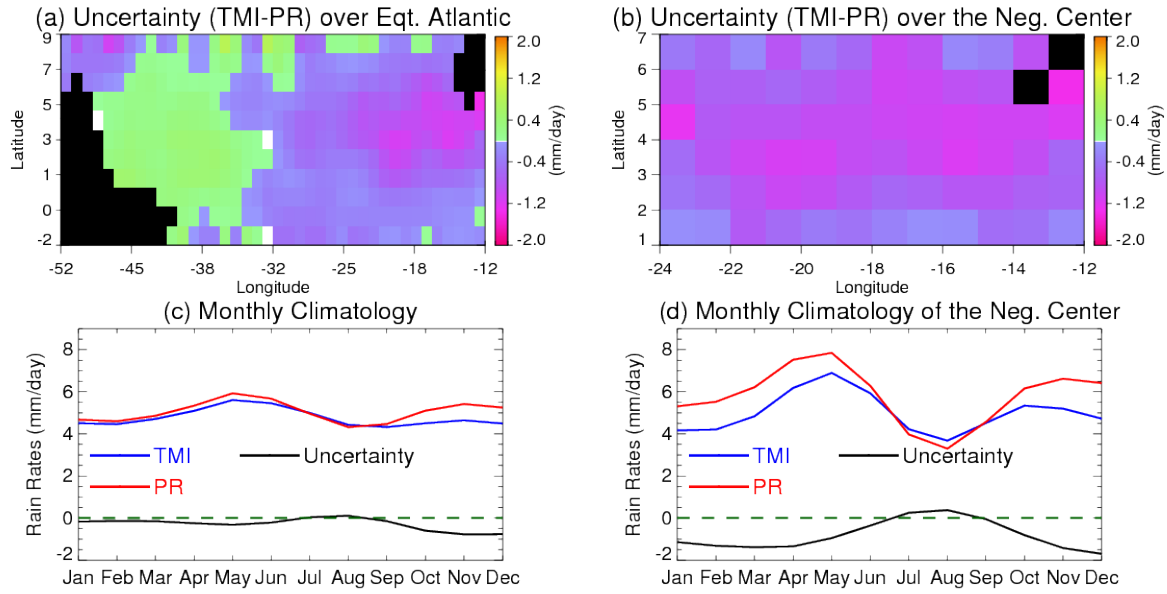 (a) Uncertainty (TMI-PR) over Eqt. Atlantic
9
7
5
3
1
0
-2
Latitude
-52
-45
-38
-32
-25
-18
-12
Longitude
2.0
1.2
0.4
-0.4
-1.2
-2.0
(mm/day)
(b) Uncertainty (TMI-PR) over the Neg. Center
7
6
5
4
3
2
1
Latitude
-24
-22
-20
-18
-16
-14
-12
Longitude
2.0
1.2
0.4
-0.4
-1.2
-2.0
(mm/day)
(c) Monthly Climatology
8
6
4
2
0
-2
Rain Rates (mm/day)
TMI
Uncertainty
PR
Jan Feb Mar Apr May Jun Jul Aug Sep Oct Nov Dec
(d) Monthly Climatology of the Neg. Center
8
6
4
2
0
-2
Rain Rates (mm/day)
TMI
Uncertainty
PR
Jan Feb Mar Apr May Jun Jul Aug Sep Oct Nov Dec